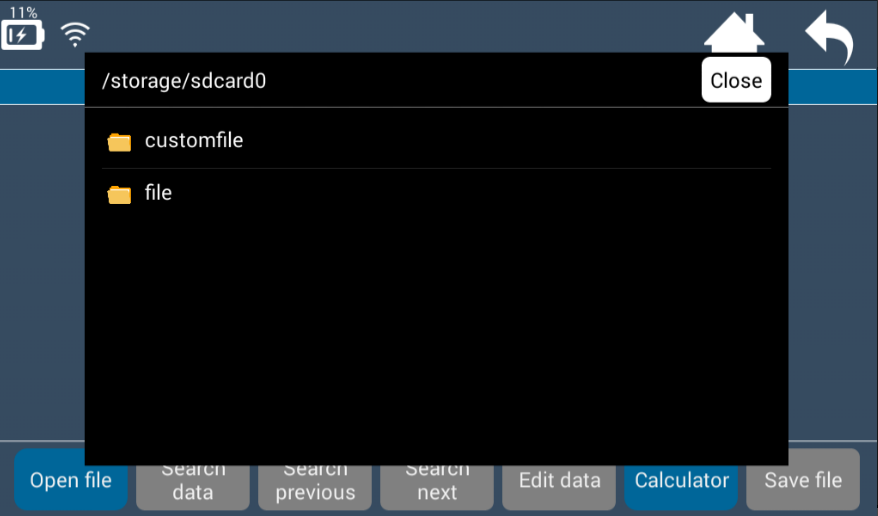 11%
/storage/sdcard0
Close
customfile
file
Open file
Search
data
Search
previous
Search
next
Edit data
Calculator
Save file